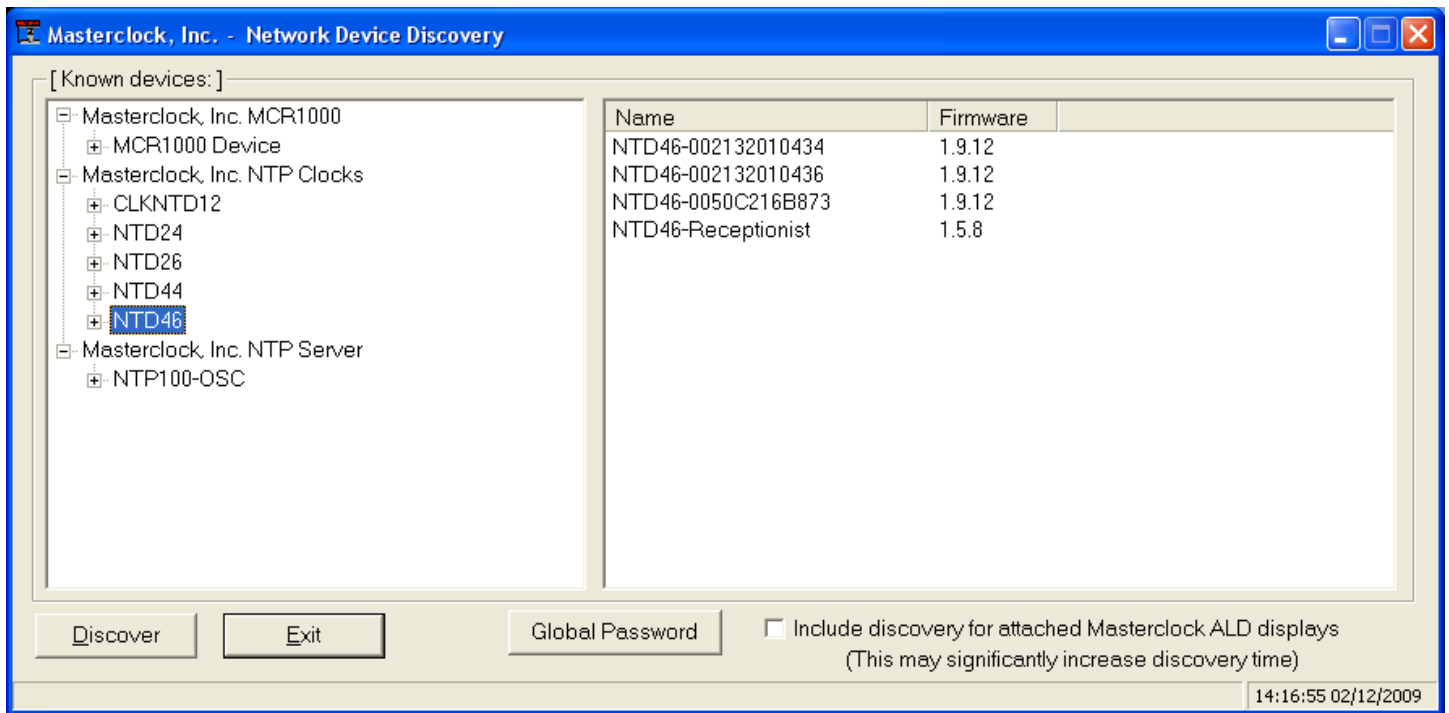 Masterclock, Inc. - Network Device Discovery
[ Known devices: ]
Masterclock, Inc. MCR1000
MCR1000 Device
Masterclock, Inc. NTP Clocks
CLKNTD12
NTD24
NTD26
NTD44
NTD46
Masterclock, Inc. NTP Server
NTP100-OSC
Name Firmware
NTD46-002132010434 1.9.12
NTD46-002132010436 1.9.12
NTD46-0050C216B873 1.9.12
NTD46-Receptionist 1.5.8
Discover Exit Global Password Include discovery for attached Masterclock ALD displays
(This may significantly increase discovery time)
14:16:55 02/12/2009